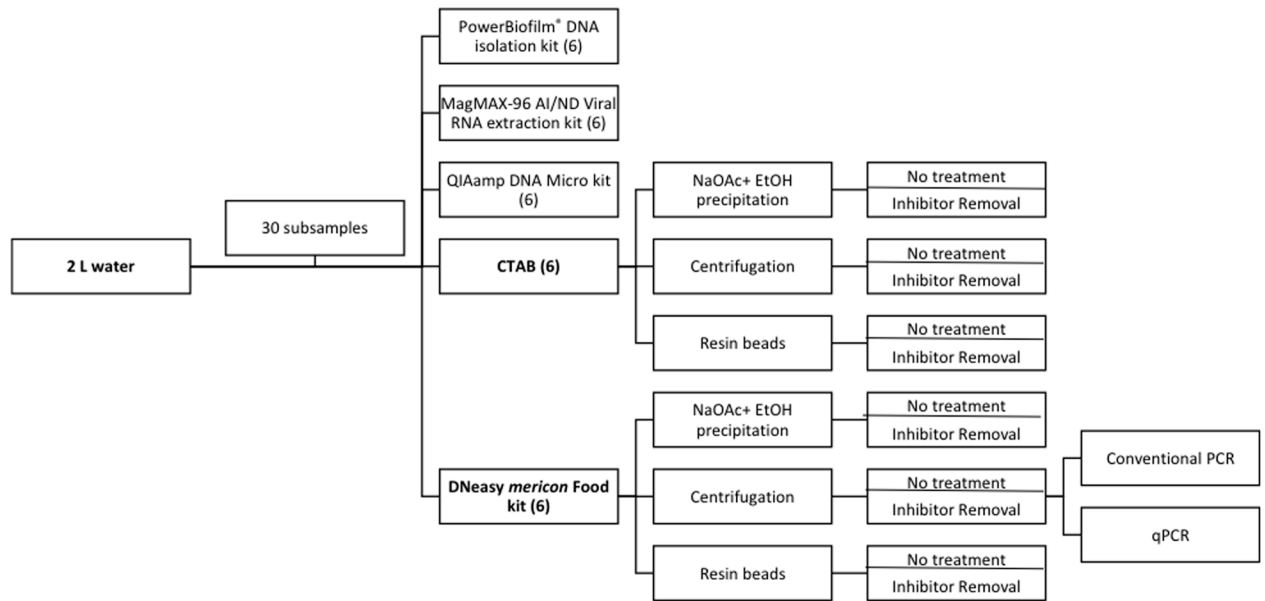 PowerBiofilm® DNA
isolation kit (6)
MagMAX-96 AI/ND Viral
RNA extraction kit (6)
QIAamp DNA Micro kit
(6)
NaOAc+ EtOH
precipitation
No treatment
Inhibitor Removal
30 subsamples
2 L water
CTAB (6)
Centrifugation
No treatment
Inhibitor Removal
Resin beads
No treatment
Inhibitor Removal
NaOAc+ EtOH
precipitation
No treatment
Inhibitor Removal
DNeasy mericon Food
kit (6)
Centrifugation
No treatment
Inhibitor Removal
Conventional PCR
qPCR
Resin beads
No treatment
Inhibitor Removal